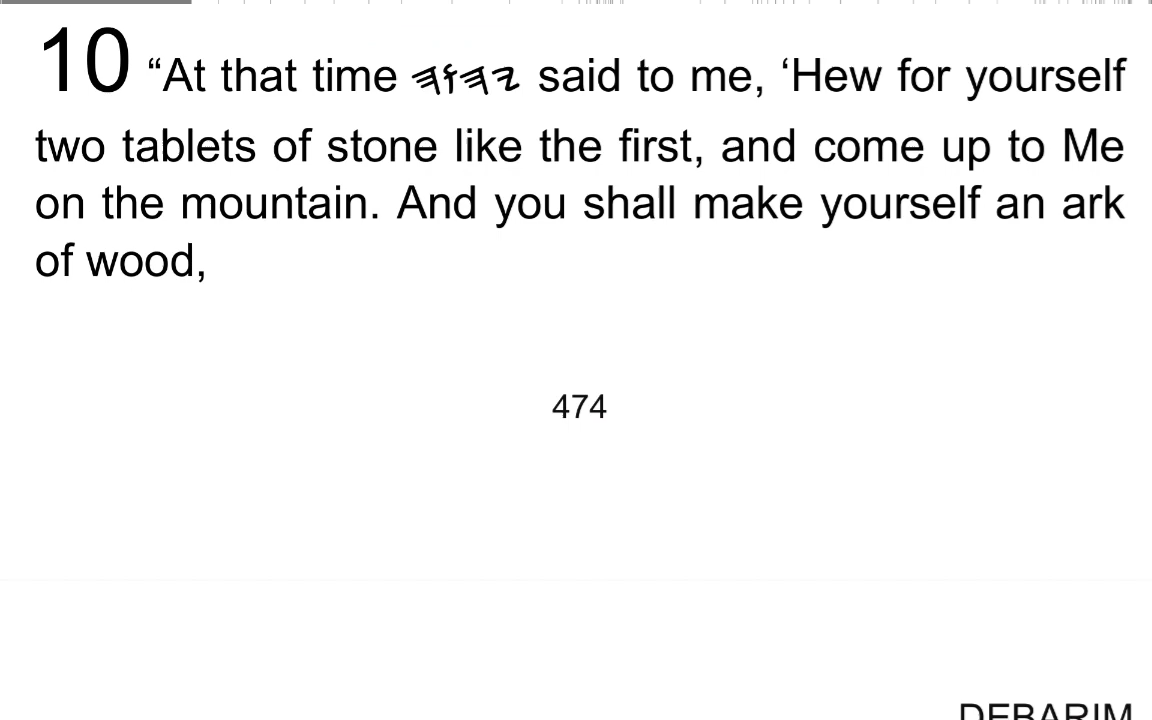 10 “At that time 𐤉𐤄𐤅𐤄 said to me, ‘Hew for yourself
two tablets of stone like the first, and come up to Me
on the mountain. And you shall make yourself an ark
of wood,
474
DEBARIM